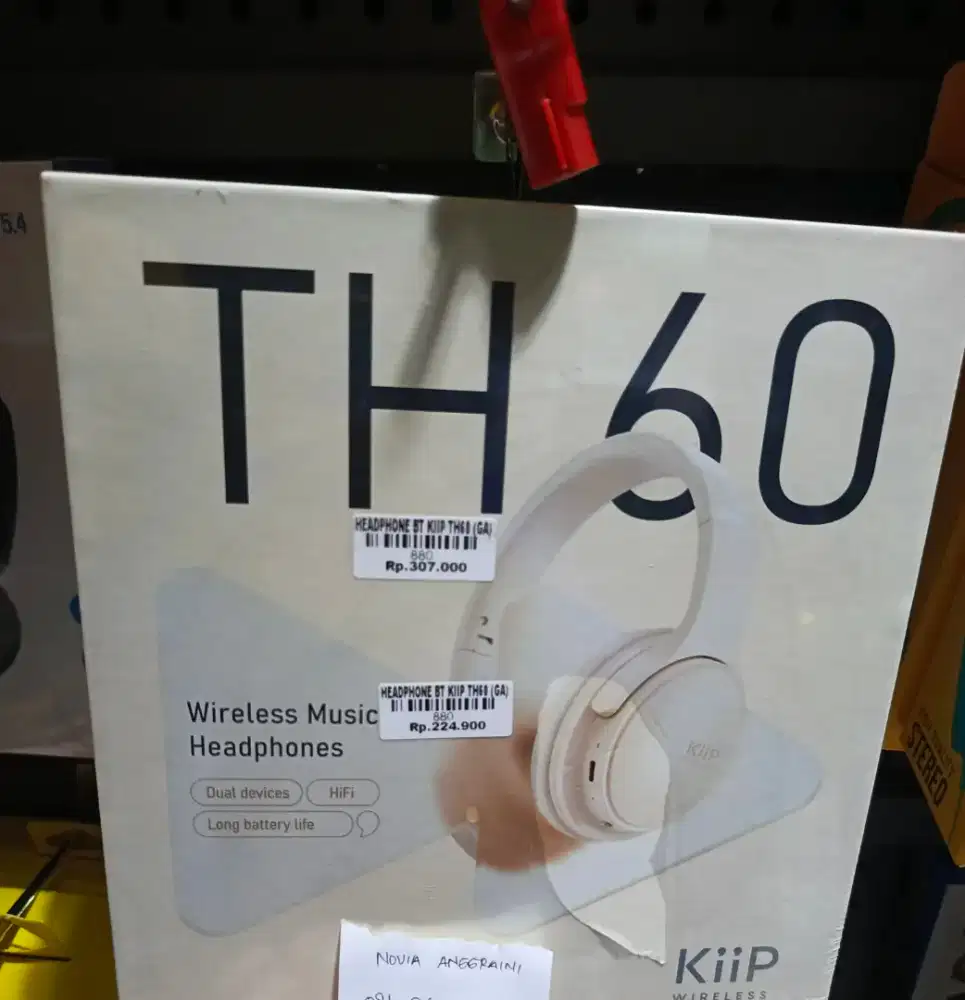 5.4
TH 60
HEADPHONE BT KIIP TH60 (GA)
880
Rp.307.000
HEADPHONE BT KIIP TH60 (GA)
880
Rp.224.900
Wireless Music
Headphones
Dual devices
HiFi
Long battery life
KiiP
STEREO
NOVIA ANGGRAINI
KiiP
WIRELESS